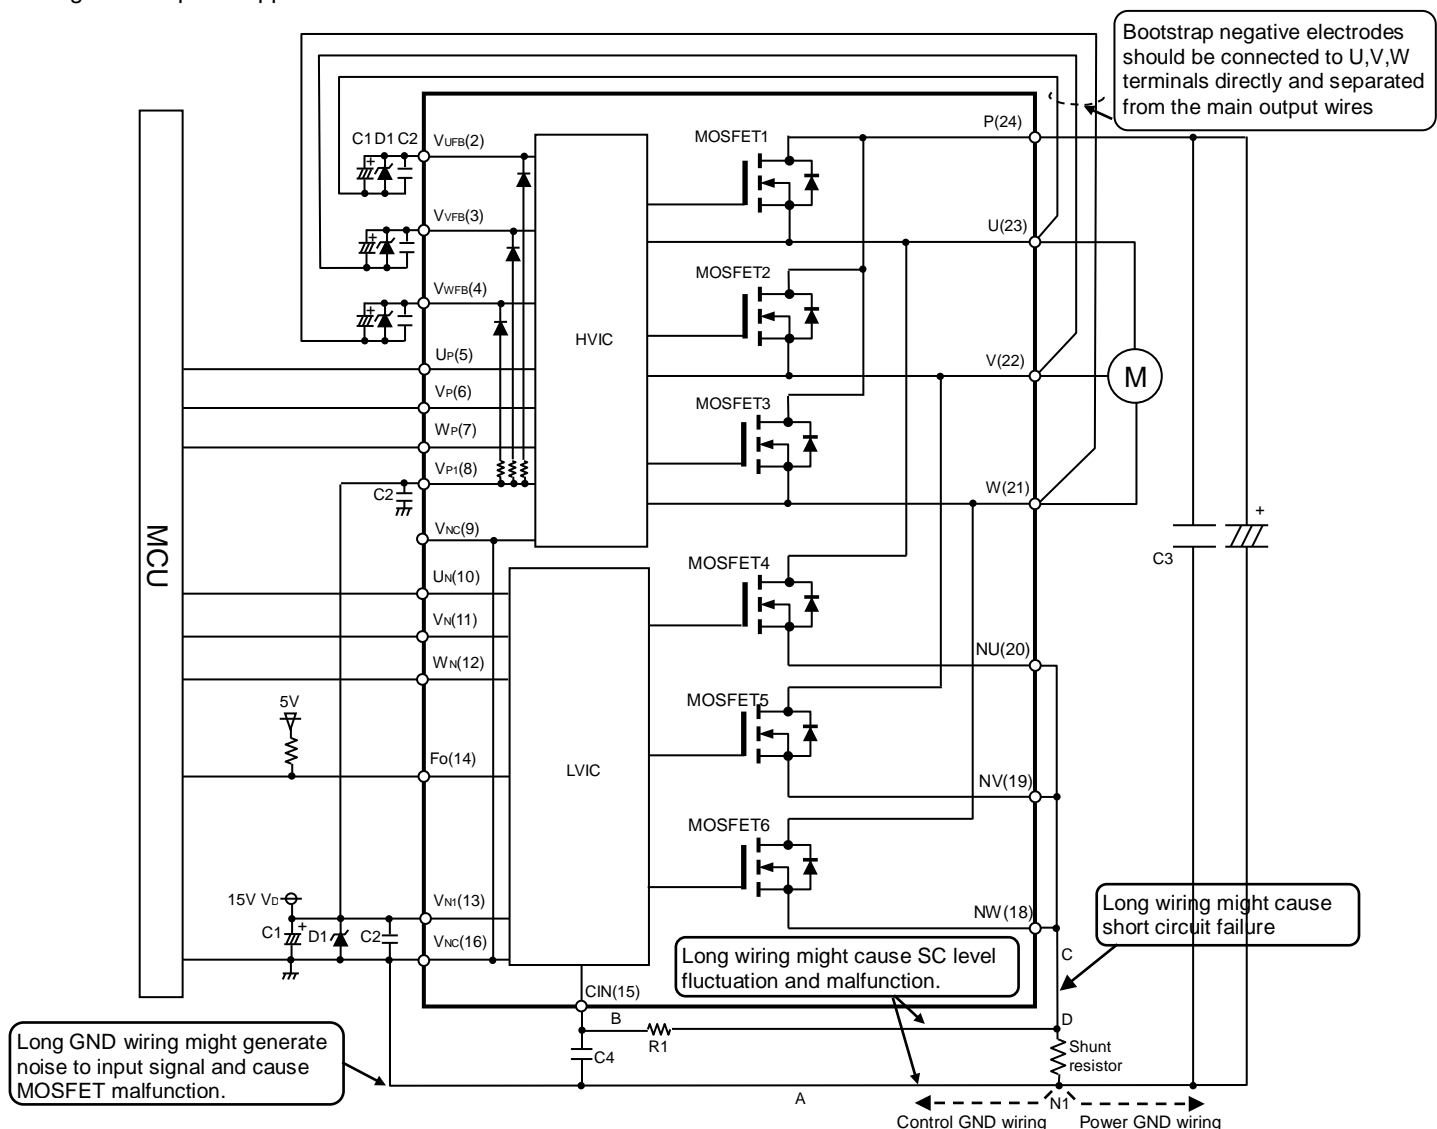 Bootstrap negative electrodes
should be connected to U,V,W
terminals directly and separated
from the main output wires
P(24)
C1 D1 C2
VUFB(2)
MOSFET1
VVFB(3)
U(23)
MOSFET2
VWFB(4)
HVIC
UP(5)
V(22)
M
VP(6)
MOSFET3
WP(7)
VP1(8)
C2
W(21)
+
VNC(9)
C3
MCU
MOSFET4
UN(10)
VN(11)
NU(20)
WN(12)
5V
MOSFET5
Fo(14)
LVIC
NV(19)
MOSFET6
15V VD
VN1(13)
NW(18)
Long wiring might cause
short circuit failure
C1
+
D1
C2
VNC(16)
Long wiring might cause SC level
fluctuation and malfunction.
C
CIN(15)
B
D
R1
Long GND wiring might generate
noise to input signal and cause
MOSFET malfunction.
C4
Shunt
resistor
A
N1
Control GND wiring
Power GND wiring